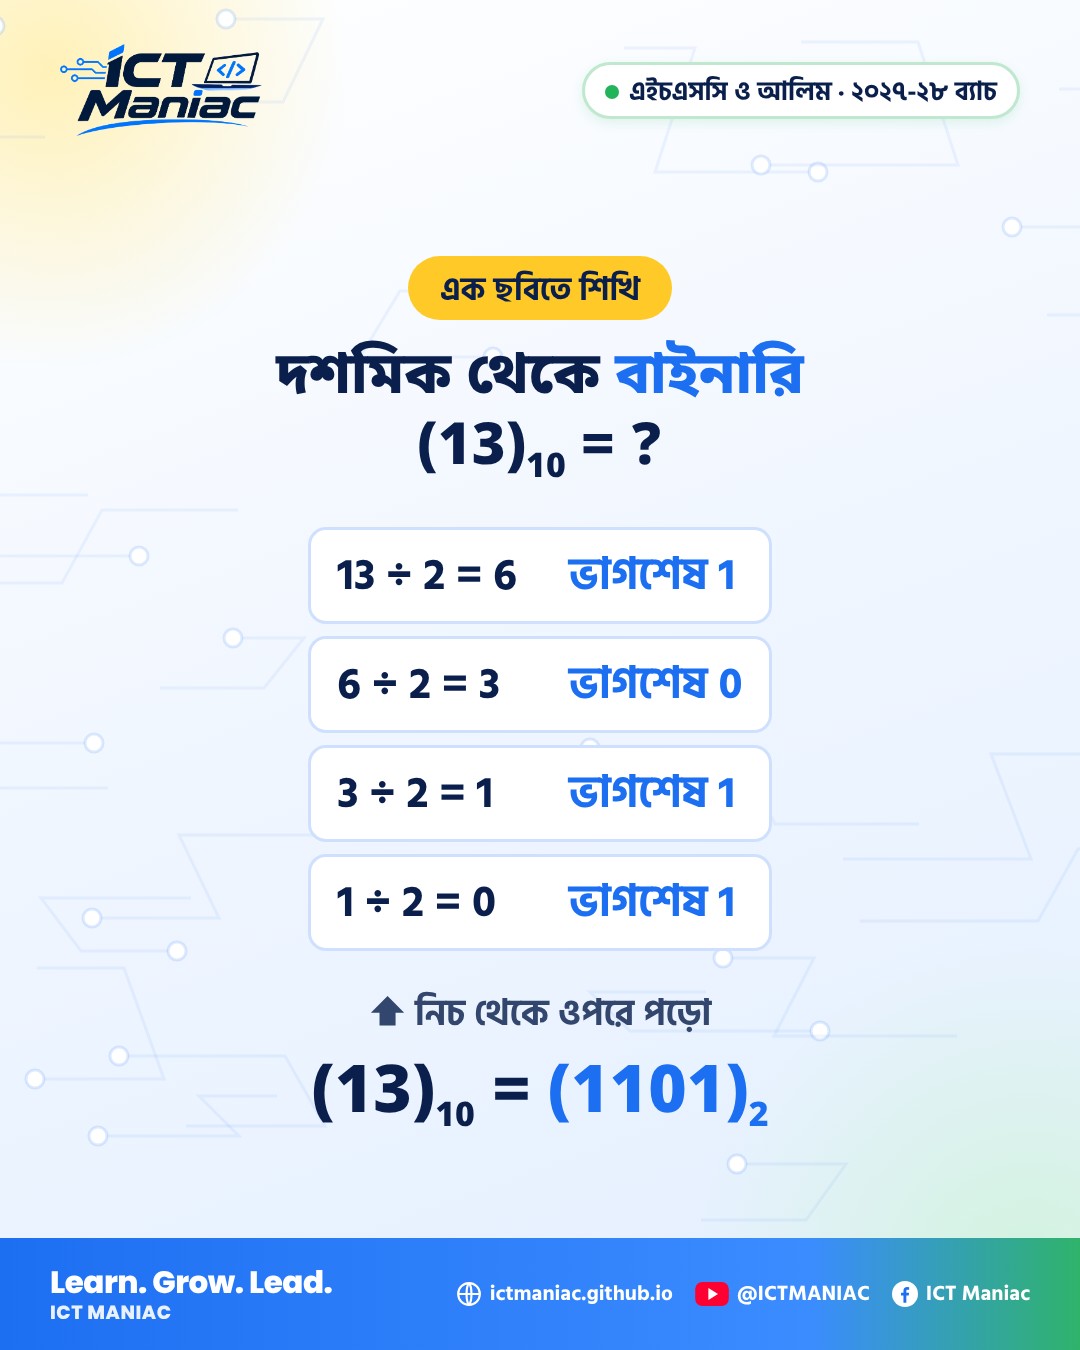 ICT
Maniac
</>
এইচএসসি ও আলিম · ২০২৭-২৮ ব্যাচ
এক ছবিতে শিখি
দশমিক থেকে বাইনারি
(13)₁₀ = ?
13 ÷ 2 = 6 ভাগশেষ 1
6 ÷ 2 = 3 ভাগশেষ 0
3 ÷ 2 = 1 ভাগশেষ 1
1 ÷ 2 = 0 ভাগশেষ 1
নিচ থেকে ওপরে পড়ো
(13)₁₀ = (1101)₂
Learn. Grow. Lead.
ICT MANIAC
ictmaniac.github.io @ICTMANIAC ICT Maniac